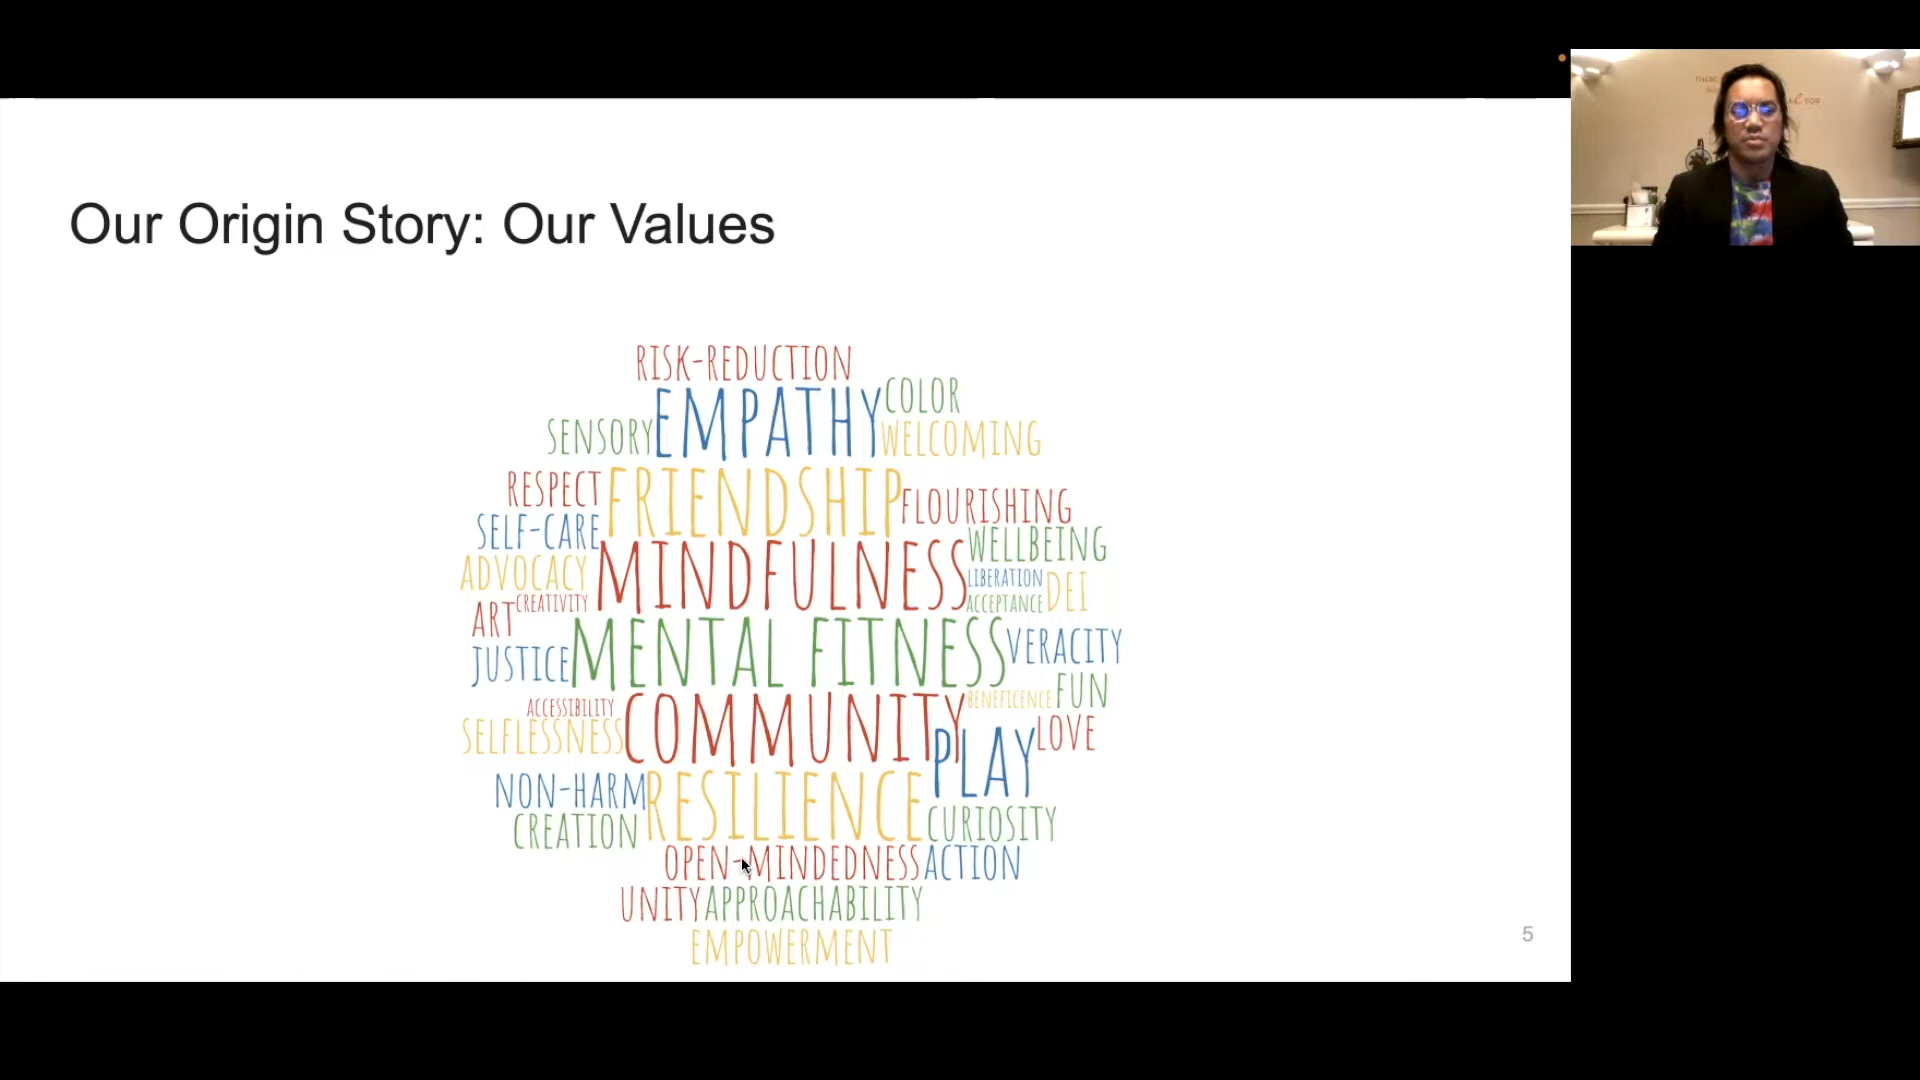 Our Origin Story: Our Values
RISK-REDUCTION
EMPATHY
COLOR
SENSORY
WELCOMING
RESPECT
FRIENDSHIP
FLOURISHING
SELF-CARE
MINDFULNESS
WELLBEING
ADVOCACY
LIBERATION
DEI
ART
CREATIVITY
ACCEPTANCE
JUSTICE
MENTAL FITNESS
VERACITY
ACCESSIBILITY
COMMUNITY
BENEFICENCE
FUN
SELFLESSNESS
PLAY
LOVE
NON-HARM
RESILIENCE
CREATION
CURIOSITY
OPEN-MINDEDNESS
ACTION
UNITY
APPROACHABILITY
EMPOWERMENT
5
THERE
FOR